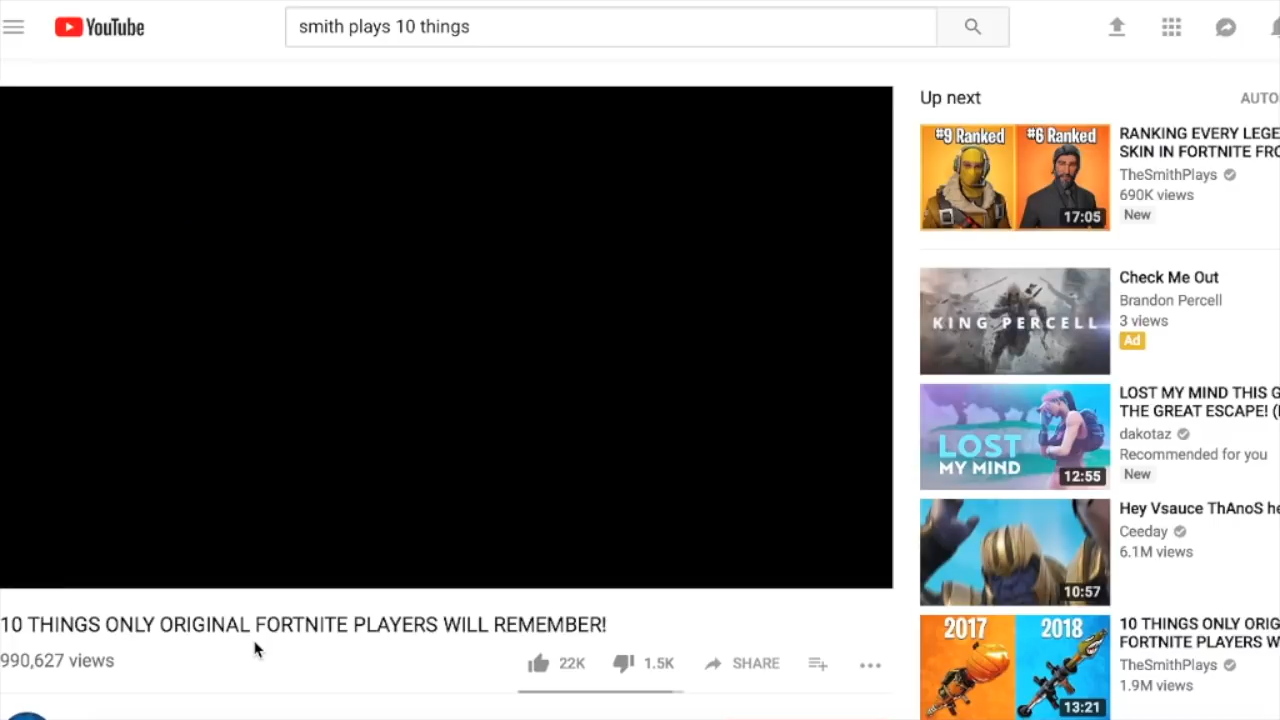 YouTube
smith plays 10 things
Up next
AUTO
#9 Ranked
#6 Ranked
17:05
RANKING EVERY LEGE
SKIN IN FORTNITE FRO
TheSmithPlays
690K views
New
KING PERCELL
Check Me Out
Brandon Percell
3 views
Ad
LOST
MY MIND
12:55
LOST MY MIND THIS G
THE GREAT ESCAPE! (
dakotaz
Recommended for you
New
10:57
Hey Vsauce ThAnoS he
Ceeday
6.1M views
2017
2018
13:21
10 THINGS ONLY ORIG
FORTNITE PLAYERS W
TheSmithPlays
1.9M views
10 THINGS ONLY ORIGINAL FORTNITE PLAYERS WILL REMEMBER!
990,627 views
22K
1.5K
SHARE